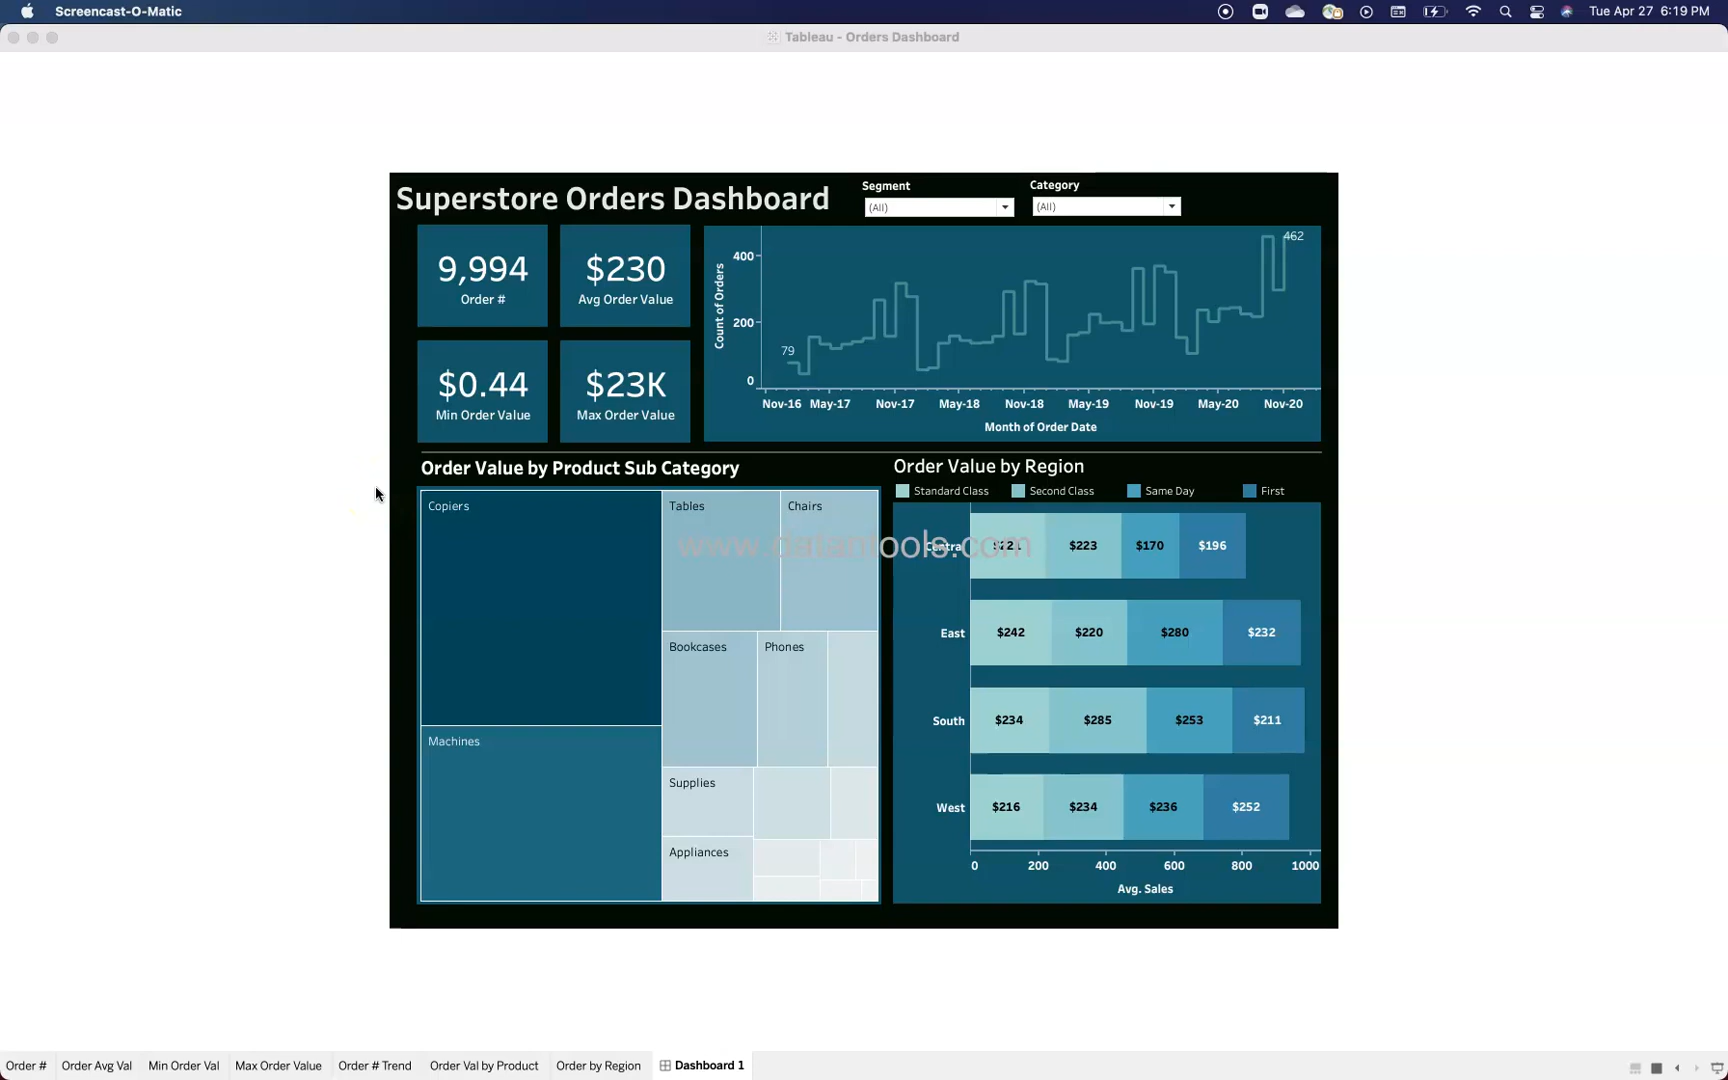 Screencast-O-Matic
Tue Apr 27 6:19 PM
Tableau - Orders Dashboard
Superstore Orders Dashboard
Segment
(All)
Category
(All)
9,994
Order #
$230
Avg Order Value
$0.44
Min Order Value
$23K
Max Order Value
Count of Orders
400
200
0
79
462
Nov-16 May-17 Nov-17 May-18 Nov-18 May-19 Nov-19 May-20 Nov-20
Month of Order Date
Order Value by Product Sub Category
Copiers
Tables
Chairs
Bookcases
Phones
Machines
Supplies
Appliances
Order Value by Region
Standard Class Second Class Same Day First
Central $223 $170 $196
East $242 $220 $280 $232
South $234 $285 $253 $211
West $216 $234 $236 $252
0 200 400 600 800 1000
Avg. Sales
www.datantools.com
Order # Order Avg Val Min Order Val Max Order Value Order # Trend Order Val by Product Order by Region Dashboard 1